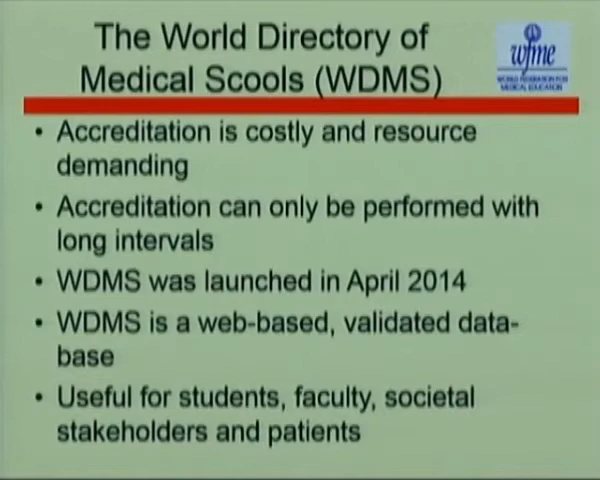 The World Directory of
Medical Scools (WDMS)
wfme
WORLD FEDERATION FOR
MEDICAL EDUCATION
• Accreditation is costly and resource
demanding
• Accreditation can only be performed with
long intervals
• WDMS was launched in April 2014
• WDMS is a web-based, validated data-
base
• Useful for students, faculty, societal
stakeholders and patients